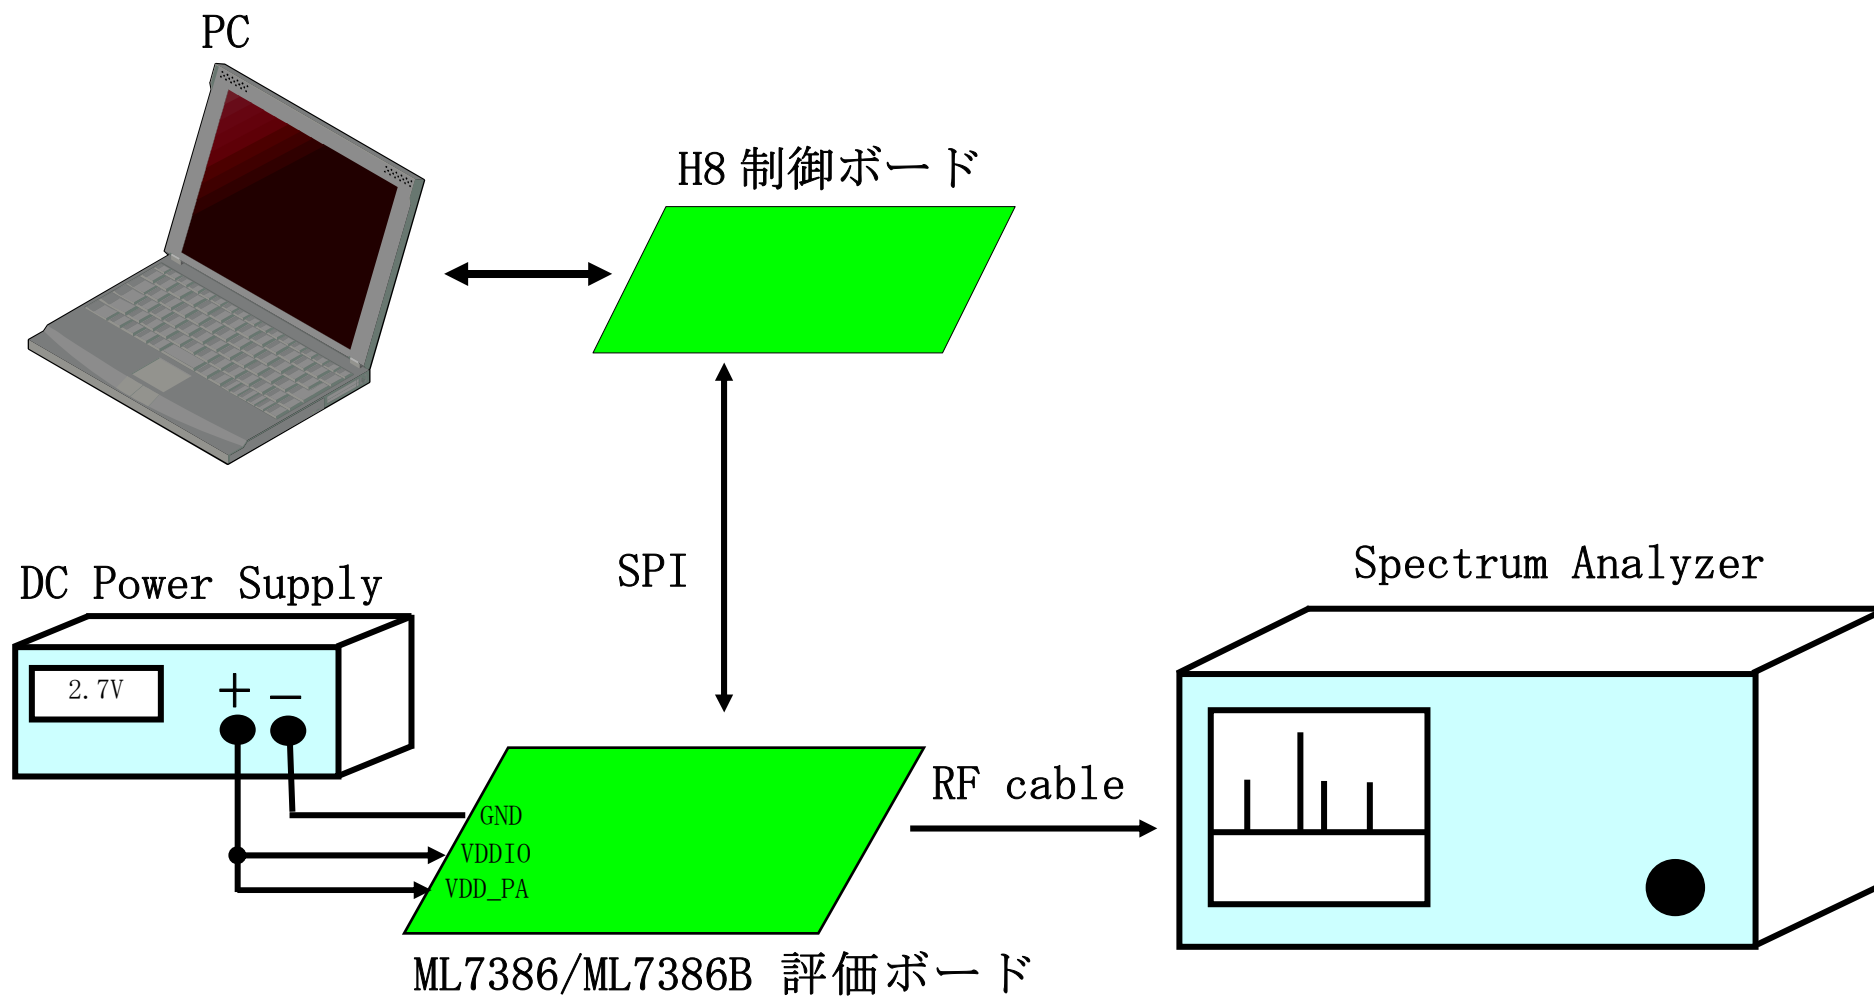 PC
H8 制御ボード
SPI
DC Power Supply
2.7V
+ −
GND
VDDIO
VDD_PA
RF cable
Spectrum Analyzer
ML7386/ML7386B 評価ボード